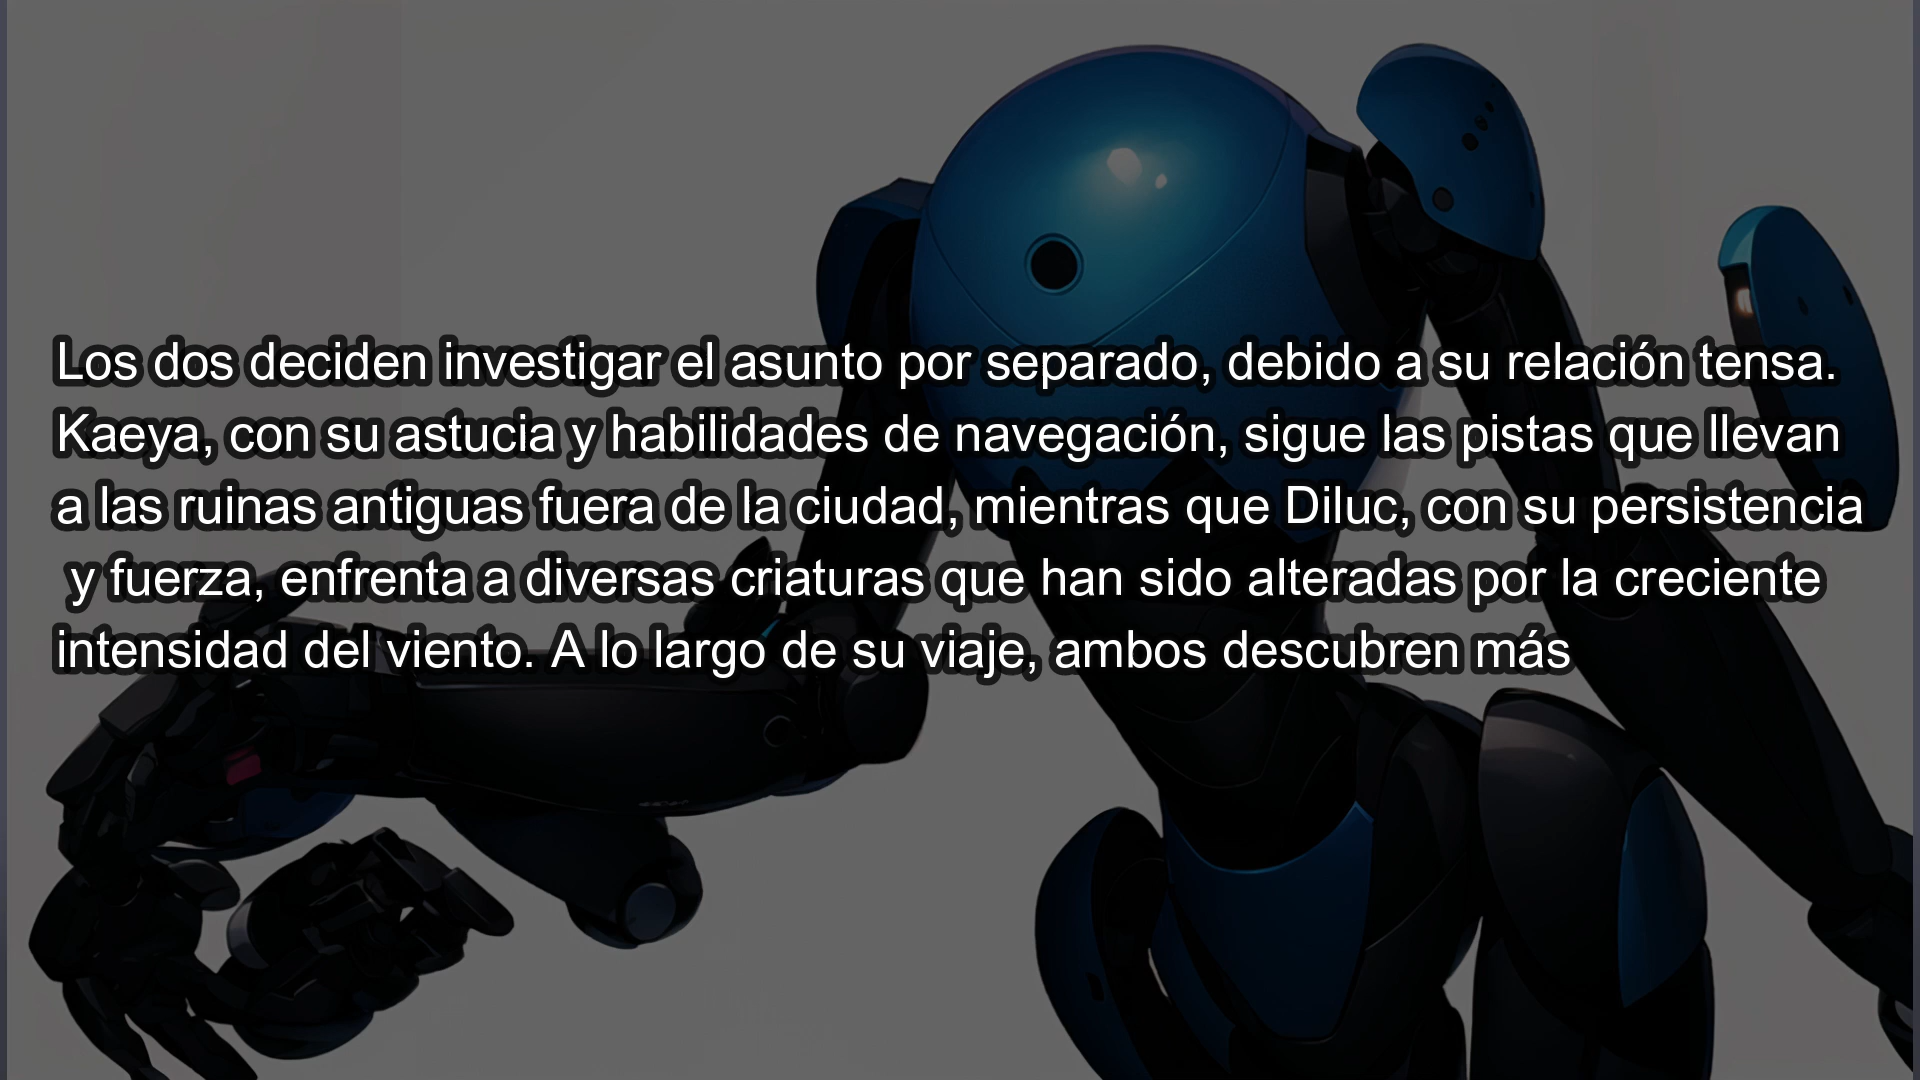 Los dos deciden investigar el asunto por separado, debido a su relación tensa.
Kaeya, con su astucia y habilidades de navegación, sigue las pistas que llevan
a las ruinas antiguas fuera de la ciudad, mientras que Diluc, con su persistencia
y fuerza, enfrenta a diversas criaturas que han sido alteradas por la creciente
intensidad del viento. A lo largo de su viaje, ambos descubren más